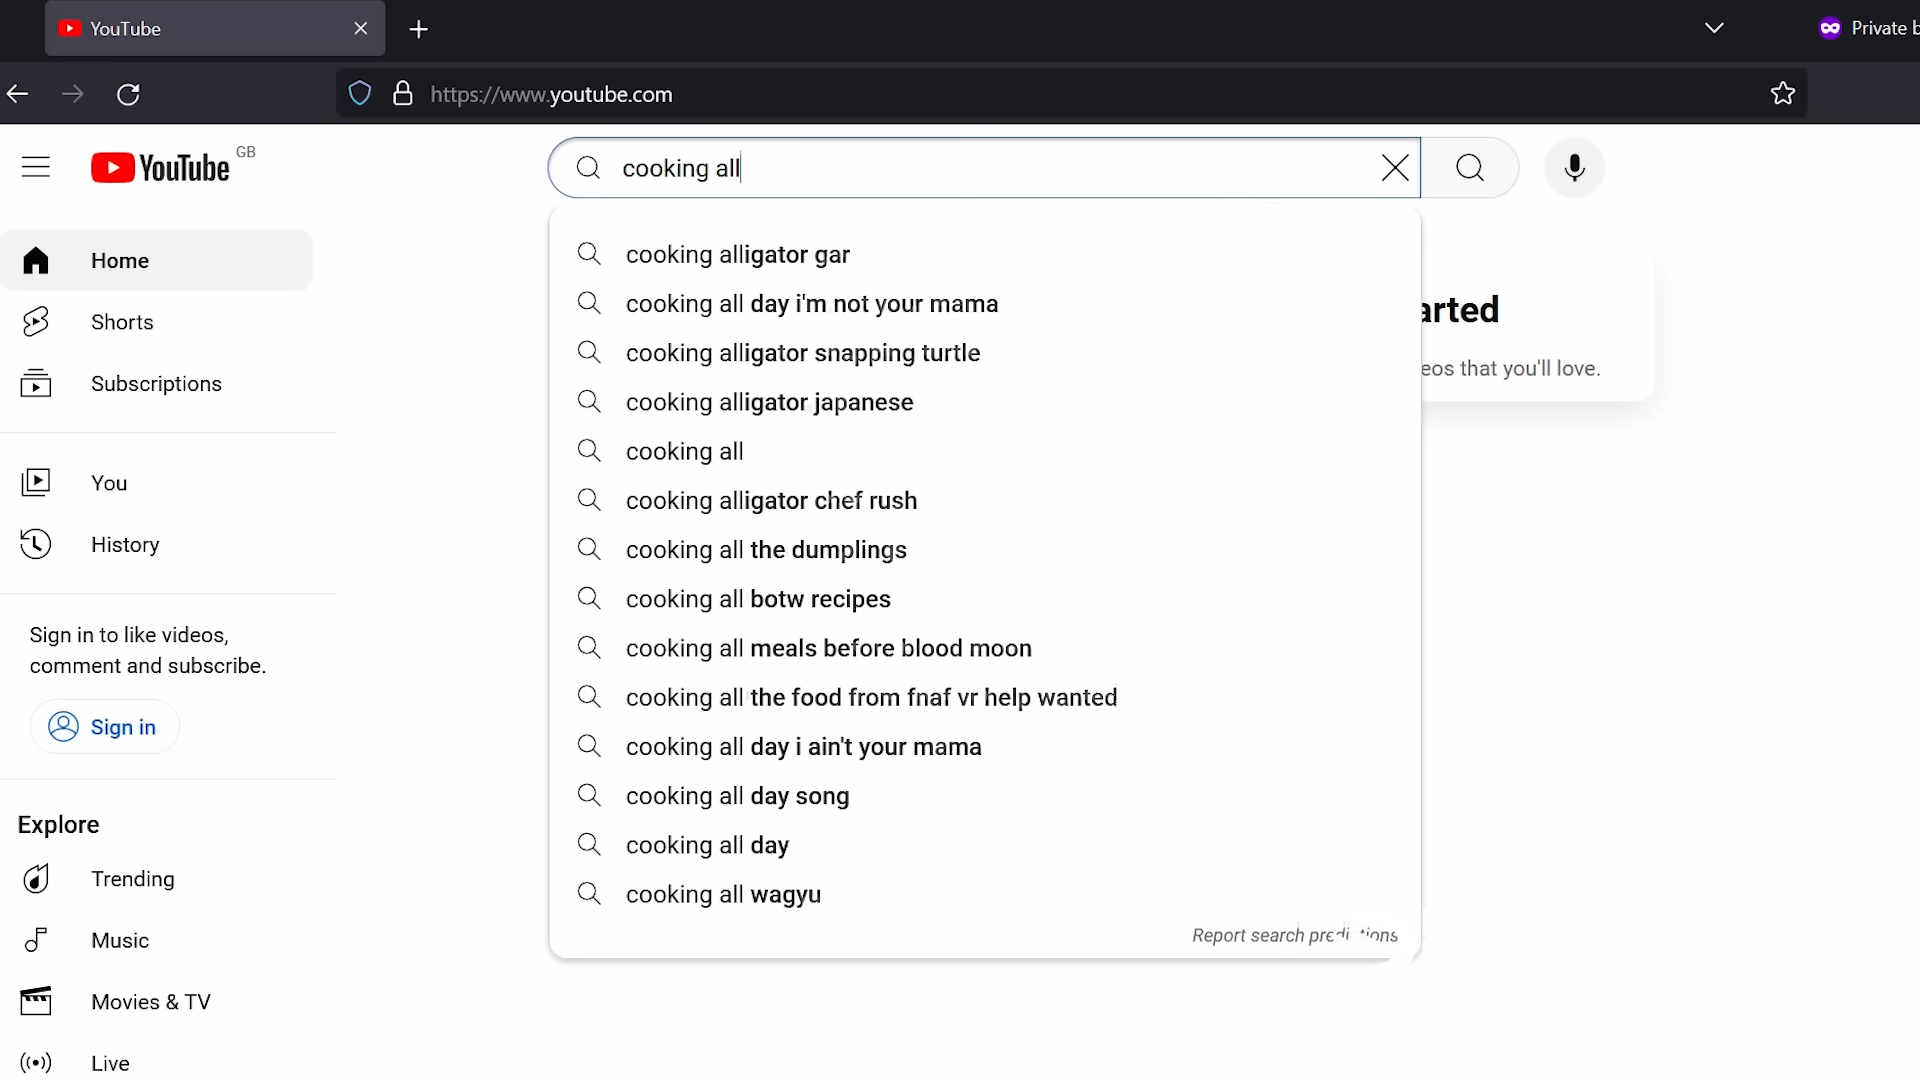 YouTube
Private b
https://www.youtube.com
YouTube GB
cooking all
Home
Shorts
Subscriptions
You
History
Sign in to like videos,
comment and subscribe.
Sign in
Explore
Trending
Music
Movies & TV
Live
cooking alligator gar
cooking all day i'm not your mama
cooking alligator snapping turtle
cooking alligator japanese
cooking all
cooking alligator chef rush
cooking all the dumplings
cooking all botw recipes
cooking all meals before blood moon
cooking all the food from fnaf vr help wanted
cooking all day i ain't your mama
cooking all day song
cooking all day
cooking all wagyu
Report search predictions
arted
eos that you'll love.